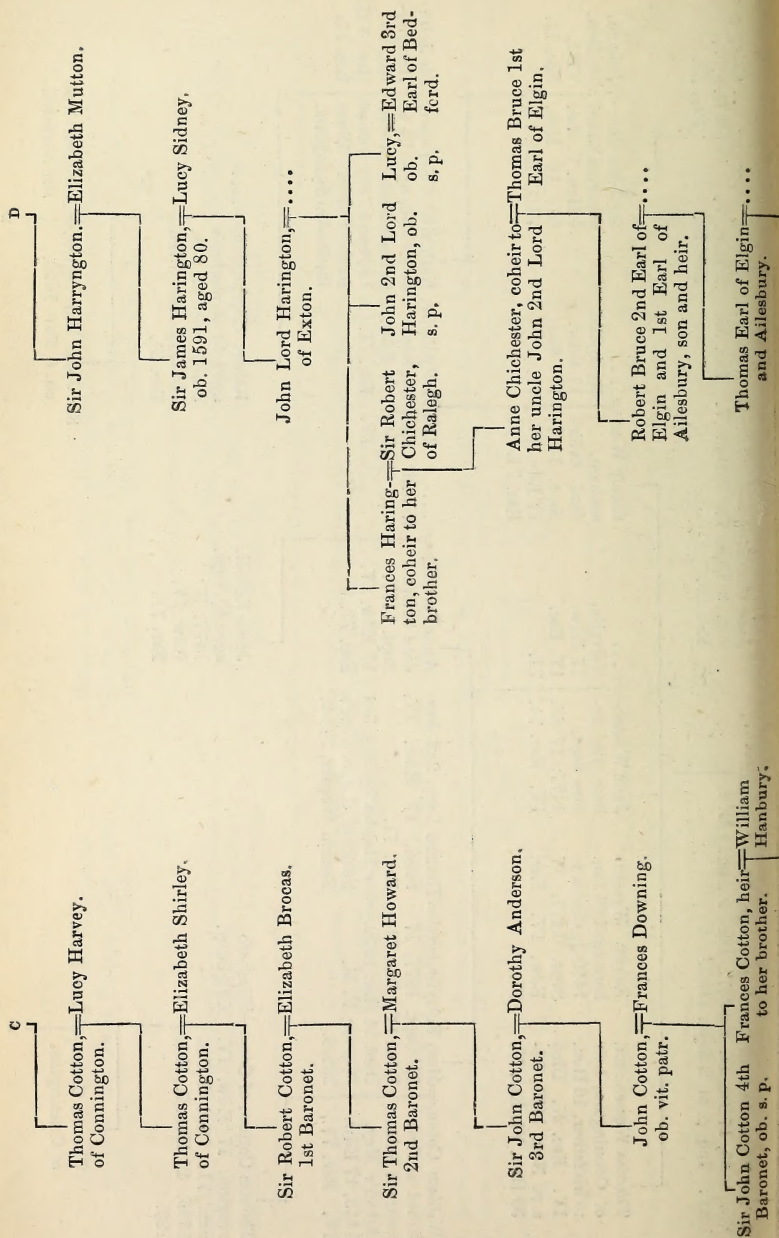 C
Thomas Cotton,=Lucy Harvey.
of Connington.
Thomas Cotton,=Elizabeth Shirley.
of Connington.
Sir Robert Cotton,=Elizabeth Brocas.
1st Baronet.
Sir Thomas Cotton,=Margaret Howard.
2nd Baronet.
Sir John Cotton,=Dorothy Anderson.
3rd Baronet.
John Cotton,=Frances Downing.
ob. vit. patr.
Sir John Cotton 4th
Baronet, ob. s. p.
Frances Cotton, heir=William
to her brother. Hanbury.
D
Sir John Harryngton.=Elizabeth Mutton.
Sir James Harington,=Lucy Sidney.
ob. 1591, aged 80.
John Lord Harington,=....
of Exton.
Frances Haring-=Sir Robert
ton, coheir to her Chichester,
brother. of Ralegh.
John 2nd Lord
Harington, ob.
s. p.
Lucy,=Edward 3rd
ob. Earl of Bed-
s. p. ford.
Anne Chichester, coheir to=Thomas Bruce 1st
her uncle John 2nd Lord Earl of Elgin.
Harington.
Robert Bruce 2nd Earl of=....
Elgin and 1st Earl of
Ailesbury, son and heir.
Thomas Earl of Elgin=....
and Ailesbury.